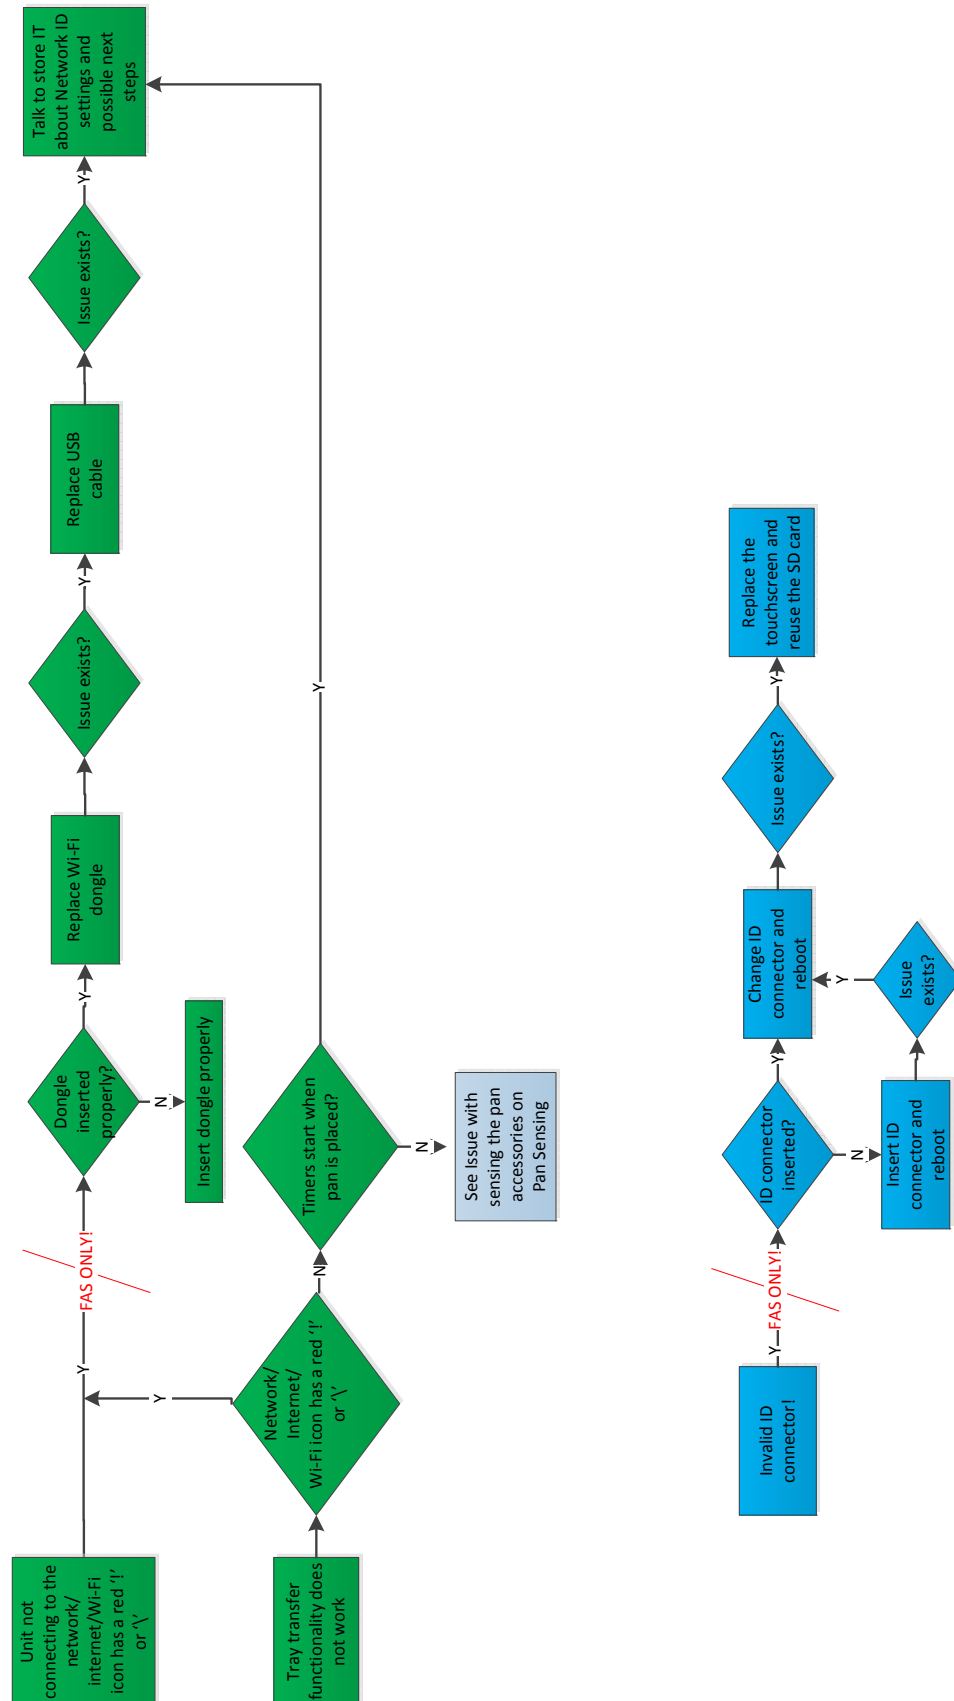 Unit not
connecting to the
network/
internet/Wi-Fi
icon has a red ‘!’
or ‘\’
Y
FAS ONLY!
Dongle
inserted
properly?
Y
N
Insert dongle properly
Replace Wi-Fi
dongle
Issue exists?
Y
Replace USB
cable
Issue exists?
Y
Talk to store IT
about Network ID
settings and
possible next
steps
Tray transfer
functionality does
not work
Network/
Internet/
Wi-Fi icon has a red ‘!’
or ‘\’
Y
N
Timers start when
pan is placed?
Y
N
See Issue with
sensing the pan
accessories on
Pan Sensing
Invalid ID
connector!
Y
FAS ONLY!
ID connector
inserted?
Y
N
Insert ID
connector and
reboot
Issue
exists?
Y
Change ID
connector and
reboot
Issue exists?
Y
Replace the
touchscreen and
reuse the SD card